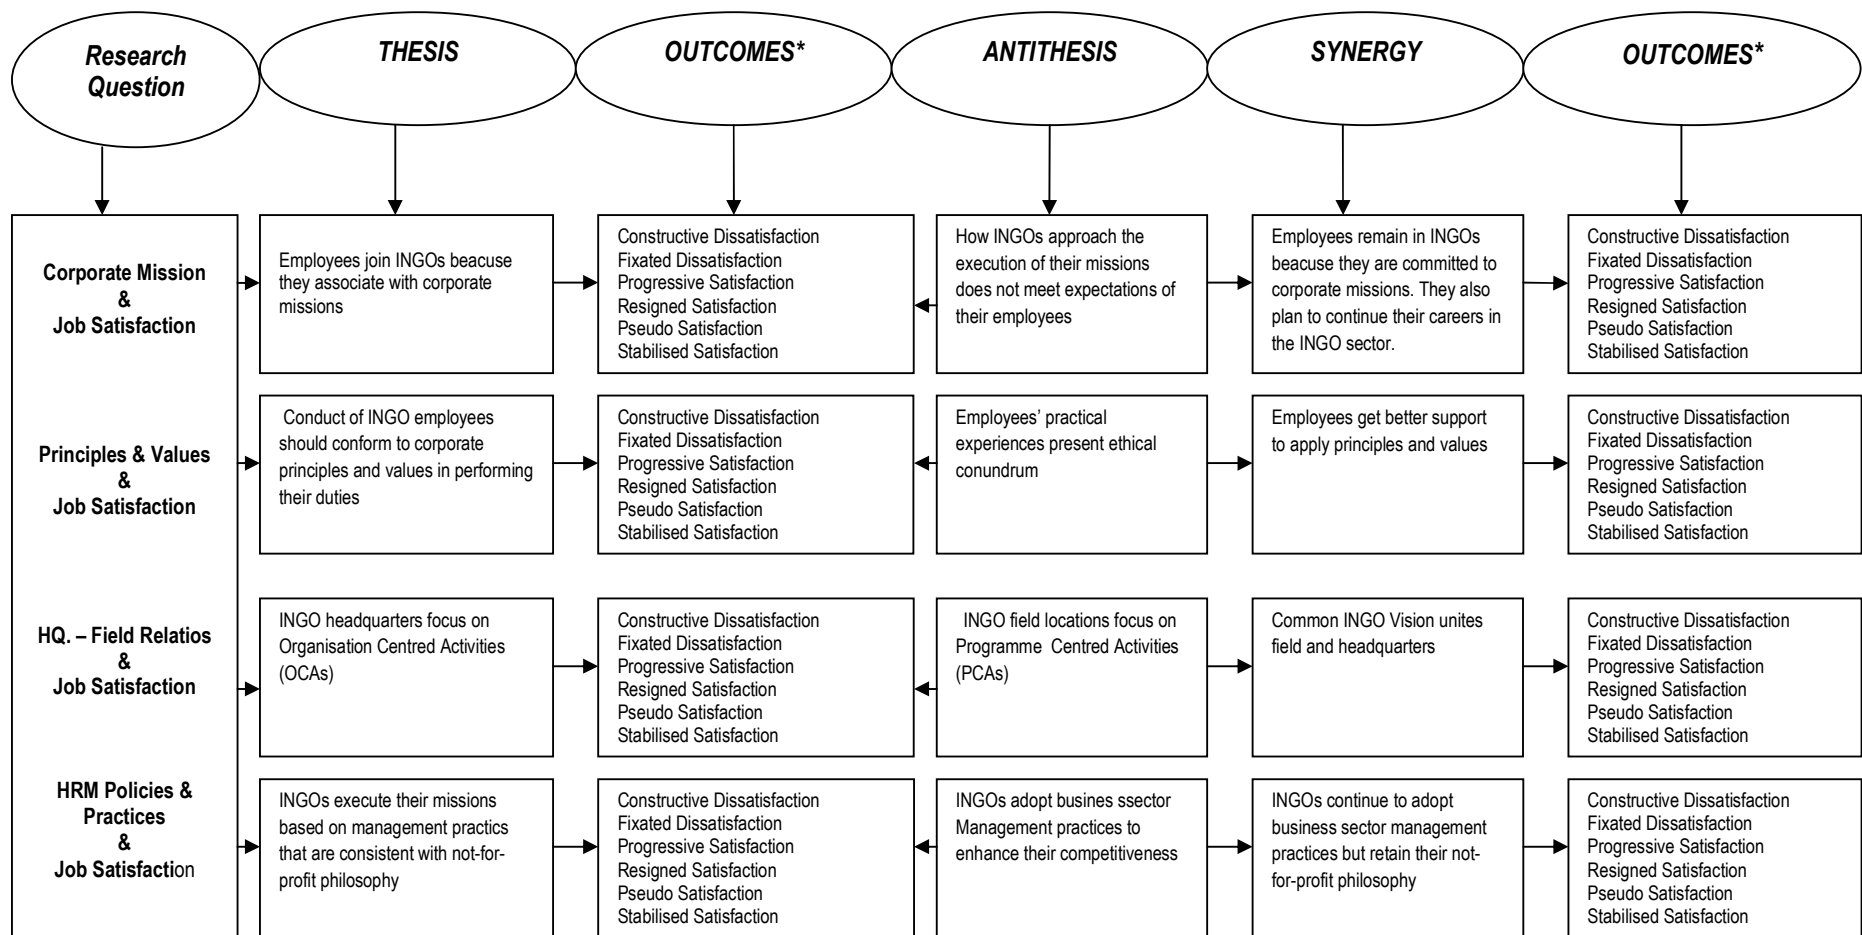 Research
Question
THESIS
OUTCOMES*
ANTITHESIS
SYNERGY
OUTCOMES*
Corporate Mission
&
Job Satisfaction
Employees join INGOs beacuse
they associate with corporate
missions
Constructive Dissatisfaction
Fixated Dissatisfaction
Progressive Satisfaction
Resigned Satisfaction
Pseudo Satisfaction
Stabilised Satisfaction
How INGOs approach the
execution of their missions
does not meet expectations of
their employees
Employees remain in INGOs
beacuse they are committed to
corporate missions. They also
plan to continue their careers in
the INGO sector.
Constructive Dissatisfaction
Fixated Dissatisfaction
Progressive Satisfaction
Resigned Satisfaction
Pseudo Satisfaction
Stabilised Satisfaction
Principles & Values
&
Job Satisfaction
Conduct of INGO employees
should conform to corporate
principles and values in performing
their duties
Constructive Dissatisfaction
Fixated Dissatisfaction
Progressive Satisfaction
Resigned Satisfaction
Pseudo Satisfaction
Stabilised Satisfaction
Employees’ practical
experiences present ethical
conundrum
Employees get better support
to apply principles and values
Constructive Dissatisfaction
Fixated Dissatisfaction
Progressive Satisfaction
Resigned Satisfaction
Pseudo Satisfaction
Stabilised Satisfaction
HQ. – Field Relatios
&
Job Satisfaction
INGO headquarters focus on
Organisation Centred Activities
(OCAs)
Constructive Dissatisfaction
Fixated Dissatisfaction
Progressive Satisfaction
Resigned Satisfaction
Pseudo Satisfaction
Stabilised Satisfaction
INGO field locations focus on
Programme Centred Activities
(PCAs)
Common INGO Vision unites
field and headquarters
Constructive Dissatisfaction
Fixated Dissatisfaction
Progressive Satisfaction
Resigned Satisfaction
Pseudo Satisfaction
Stabilised Satisfaction
HRM Policies &
Practices
&
Job Satisfaction
INGOs execute their missions
based on management practics
that are consistent with not-for-
profit philosophy
Constructive Dissatisfaction
Fixated Dissatisfaction
Progressive Satisfaction
Resigned Satisfaction
Pseudo Satisfaction
Stabilised Satisfaction
INGOs adopt busines ssector
Management practices to
enhance their competitiveness
INGOs continue to adopt
business sector management
practices but retain their not-
for-profit philosophy
Constructive Dissatisfaction
Fixated Dissatisfaction
Progressive Satisfaction
Resigned Satisfaction
Pseudo Satisfaction
Stabilised Satisfaction